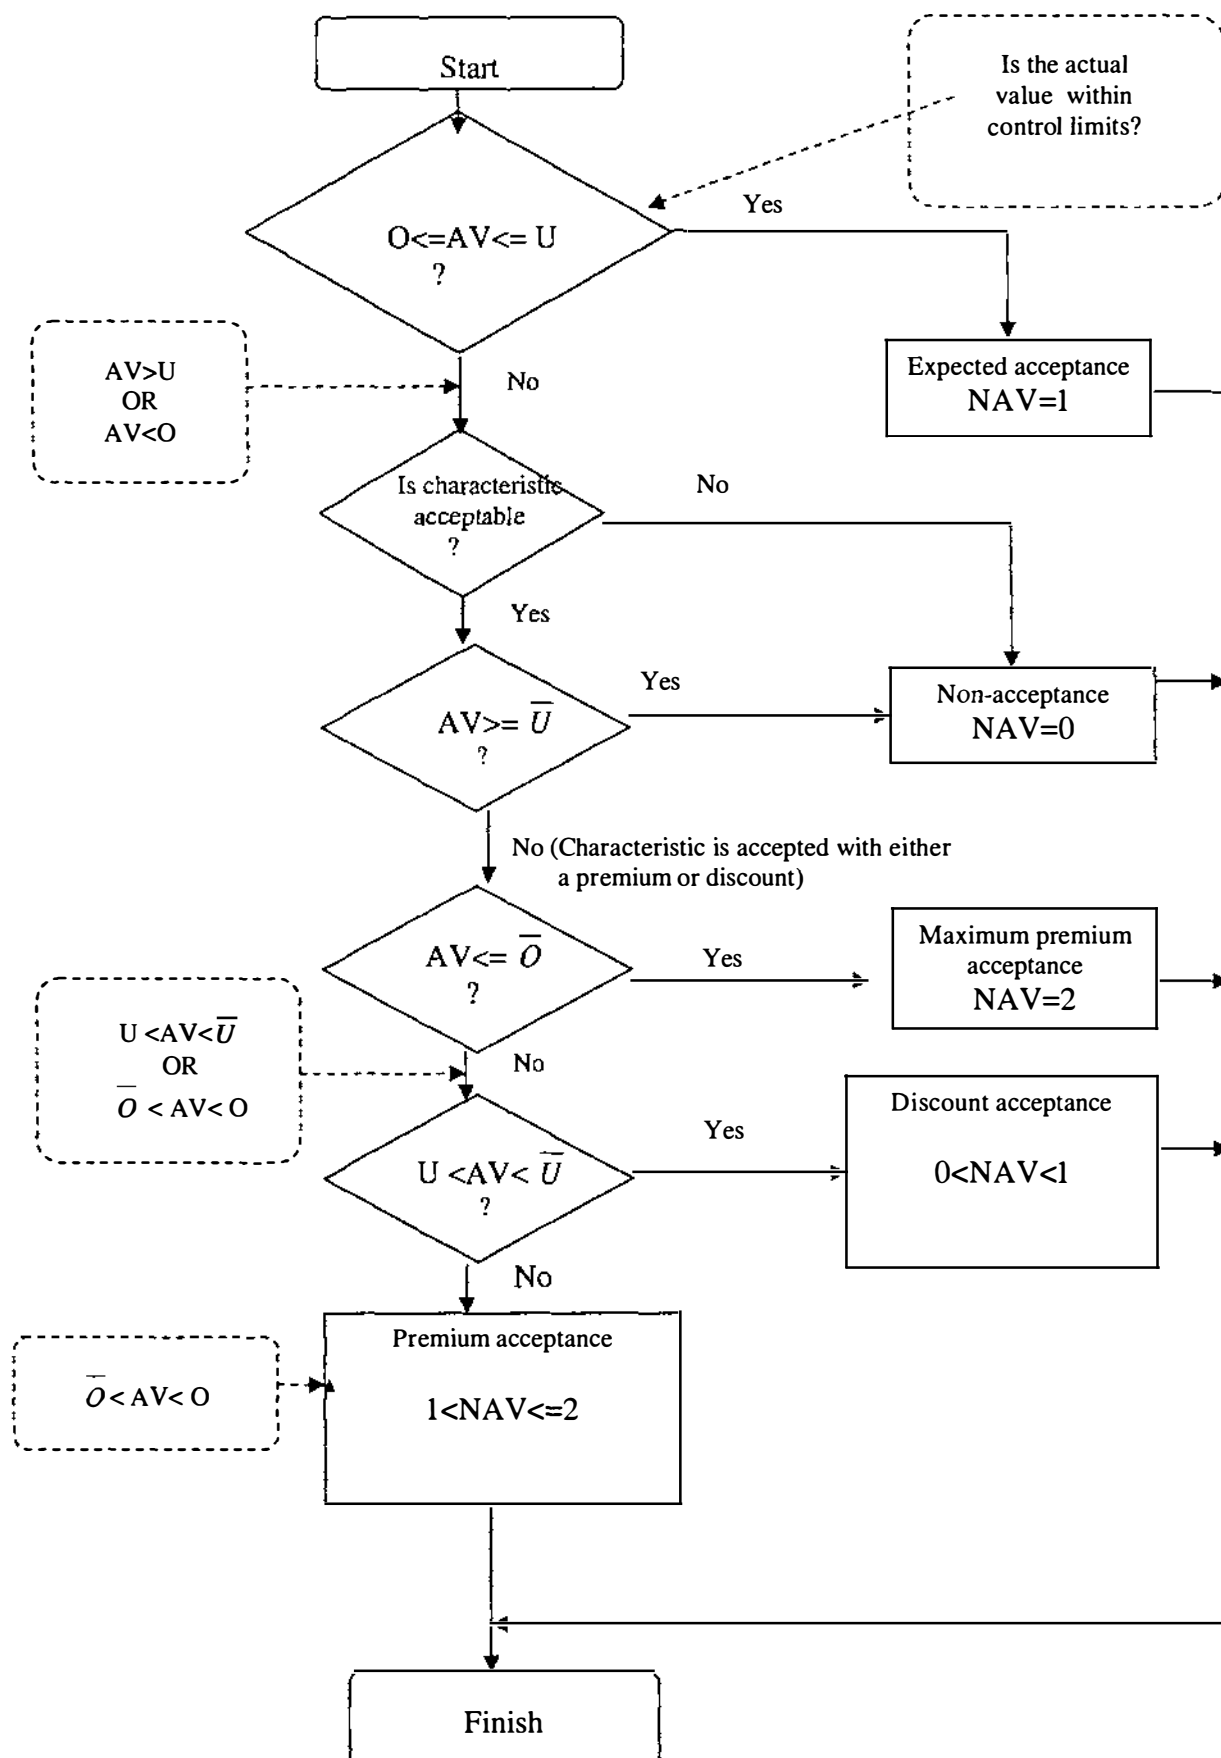 Start
Is the actual
value within
control limits?
Yes
O<=AV<= U
?
AV>U
OR
AV<O
No
Expected acceptance
NAV=1
Is characteristic
acceptable
?
No
Yes
AV>= U̅
?
Yes
Non-acceptance
NAV=0
No (Characteristic is accepted with either
a premium or discount)
AV<= O̅
?
Yes
Maximum premium
acceptance
NAV=2
U <AV<U̅
OR
O̅ < AV< O
No
U <AV< U̅
?
Yes
Discount acceptance
0<NAV<1
No
Premium acceptance
1<NAV<=2
O̅< AV< O
Finish